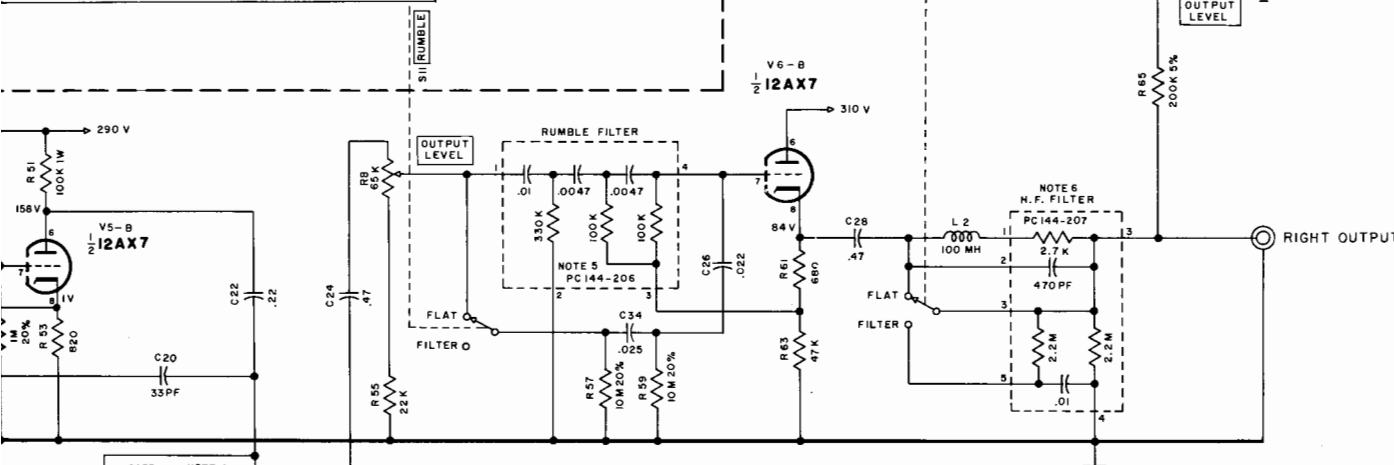 OUTPUT
LEVEL
S11 RUMBLE
V6-B
½ 12AX7
R65
200K 5%
310 V
290 V
R51
100K 1W
158V
V5-B
½ 12AX7
6
7
8
1V
R 53
820
1M
20%
C20
33PF
C22
.22
C24
.47
R8
65K
R55
22K
OUTPUT
LEVEL
RUMBLE FILTER
1
.01
.0047
.0047
4
330K
100K
100K
NOTE 5
PC144-206
2
3
C26
.022
FLAT
FILTER
C34
.025
R57
10M 20%
R59
10M 20%
6
7
8
84V
R61
680
R63
47K
C28
.47
L 2
100 MH
NOTE 6
H.F. FILTER
PC144-207
1
2.7K
3
2
470PF
FLAT
3
FILTER
2.2M
2.2M
5
.01
4
RIGHT OUTPUT